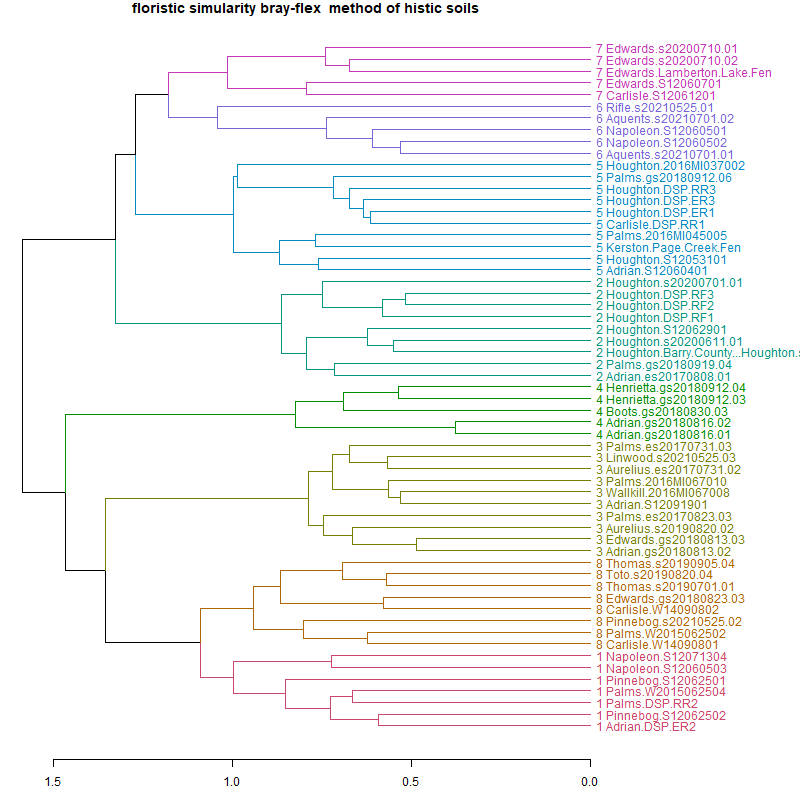 floristic simularity bray-flex  method of histic soils
7 Edwards.s20200710.01
7 Edwards.s20200710.02
7 Edwards.Lamberton.Lake.Fen
7 Edwards.S12060701
7 Carlisle.S12061201
6 Rifle.s20210525.01
6 Aquents.s20210701.02
6 Napoleon.S12060501
6 Napoleon.S12060502
6 Aquents.s20210701.01
5 Houghton.2016MI037002
5 Palms.gs20180912.06
5 Houghton.DSP.RR3
5 Houghton.DSP.ER3
5 Houghton.DSP.ER1
5 Carlisle.DSP.RR1
5 Palms.2016MI045005
5 Kerston.Page.Creek.Fen
5 Houghton.S12053101
5 Adrian.S12060401
2 Houghton.s20200701.01
2 Houghton.DSP.RF3
2 Houghton.DSP.RF2
2 Houghton.DSP.RF1
2 Houghton.S12062901
2 Houghton.s20200611.01
2 Houghton.Barry.County...Houghton.s
2 Palms.gs20180919.04
2 Adrian.es20170808.01
4 Henrietta.gs20180912.04
4 Henrietta.gs20180912.03
4 Boots.gs20180830.03
4 Adrian.gs20180816.02
4 Adrian.gs20180816.01
3 Palms.es20170731.03
3 Linwood.s20210525.03
3 Aurelius.es20170731.02
3 Palms.2016MI067010
3 Wallkill.2016MI067008
3 Adrian.S12091901
3 Palms.es20170823.03
3 Aurelius.s20190820.02
3 Edwards.gs20180813.03
3 Adrian.gs20180813.02
8 Thomas.s20190905.04
8 Toto.s20190820.04
8 Thomas.s20190701.01
8 Edwards.gs20180823.03
8 Carlisle.W14090802
8 Pinnebog.s20210525.02
8 Palms.W2015062502
8 Carlisle.W14090801
1 Napoleon.S12071304
1 Napoleon.S12060503
1 Pinnebog.S12062501
1 Palms.W2015062504
1 Palms.DSP.RR2
1 Pinnebog.S12062502
1 Adrian.DSP.ER2
1.5 1.0 0.5 0.0